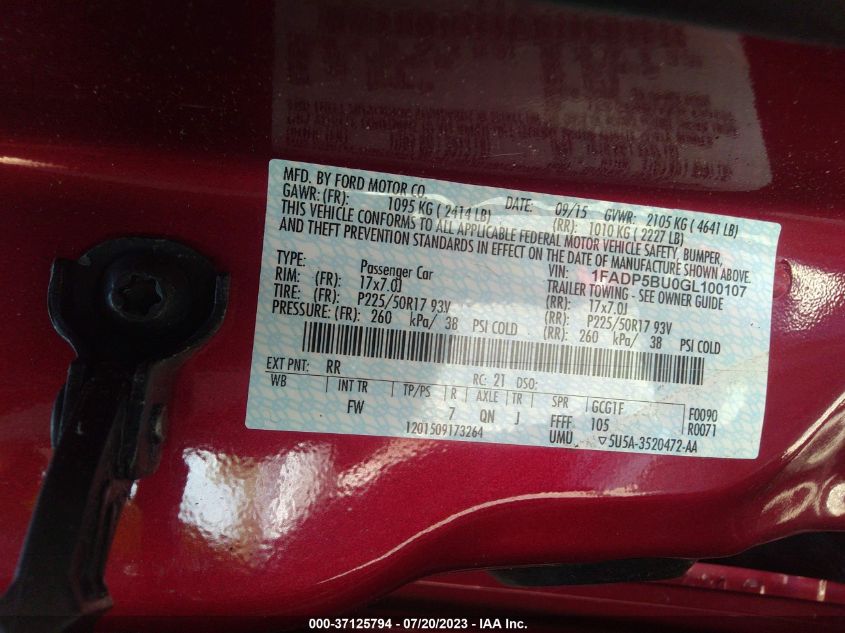 MFD. BY FORD MOTOR CO.
DATE: 09/15 GVWR: 2105 KG ( 4641 LB)
GAWR: (FR): 1095 KG ( 2414 LB) (RR): 1010 KG ( 2227 LB)
THIS VEHICLE CONFORMS TO ALL APPLICABLE FEDERAL MOTOR VEHICLE SAFETY, BUMPER,
AND THEFT PREVENTION STANDARDS IN EFFECT ON THE DATE OF MANUFACTURE SHOWN ABOVE.
VIN: 1FADP5BU0GL100107
TYPE: Passenger Car TRAILER TOWING - SEE OWNER GUIDE
RIM: (FR): 17x7.0J (RR): 17x7.0J
TIRE: (FR): P225/50R17 93V (RR): P225/50R17 93V
PRESSURE: (FR): 260 kPa/ 38 PSI COLD (RR): 260 kPa/ 38 PSI COLD
EXT PNT: RR RC: 21 DSO:
WB INT TR TP/PS R AXLE TR SPR GCGTF F0090
FW 7 QN J FFFF 105 R0071
1201509173264 UMU ▽5U5A-3520472-AA
000-37125794 - 07/20/2023 - IAA Inc.